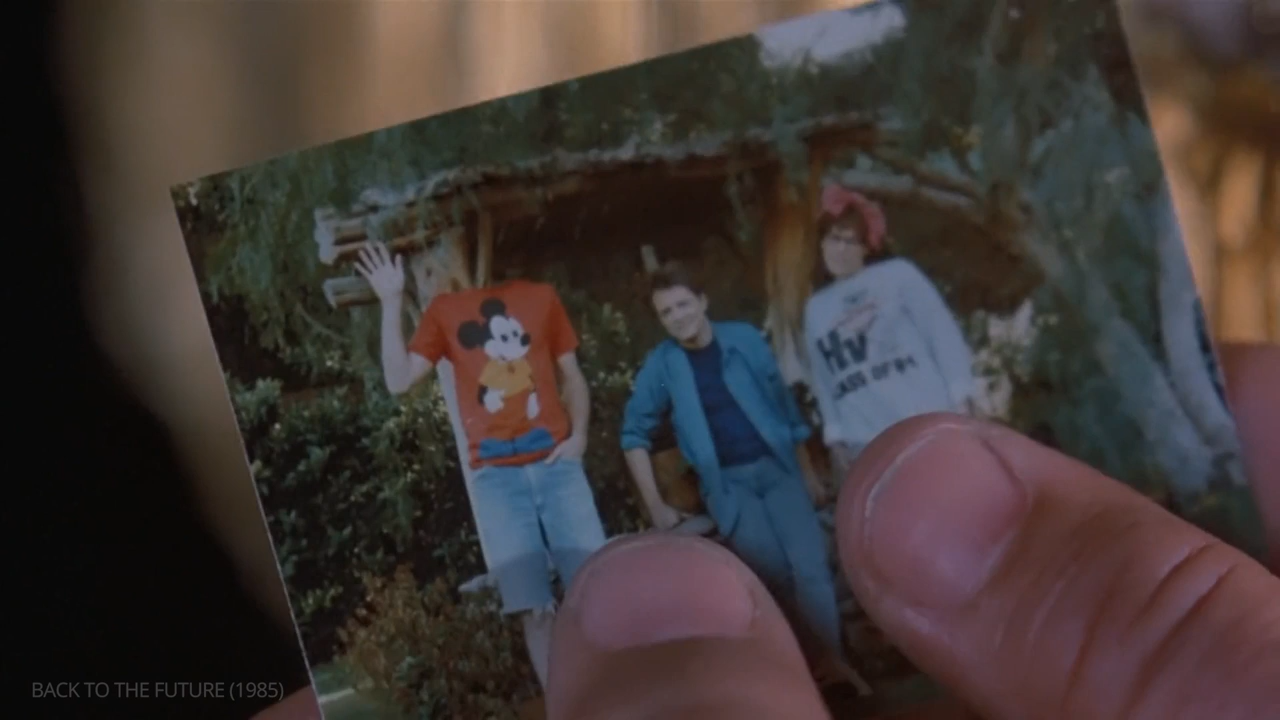 HV
CLASS OF 84
BACK TO THE FUTURE (1985)